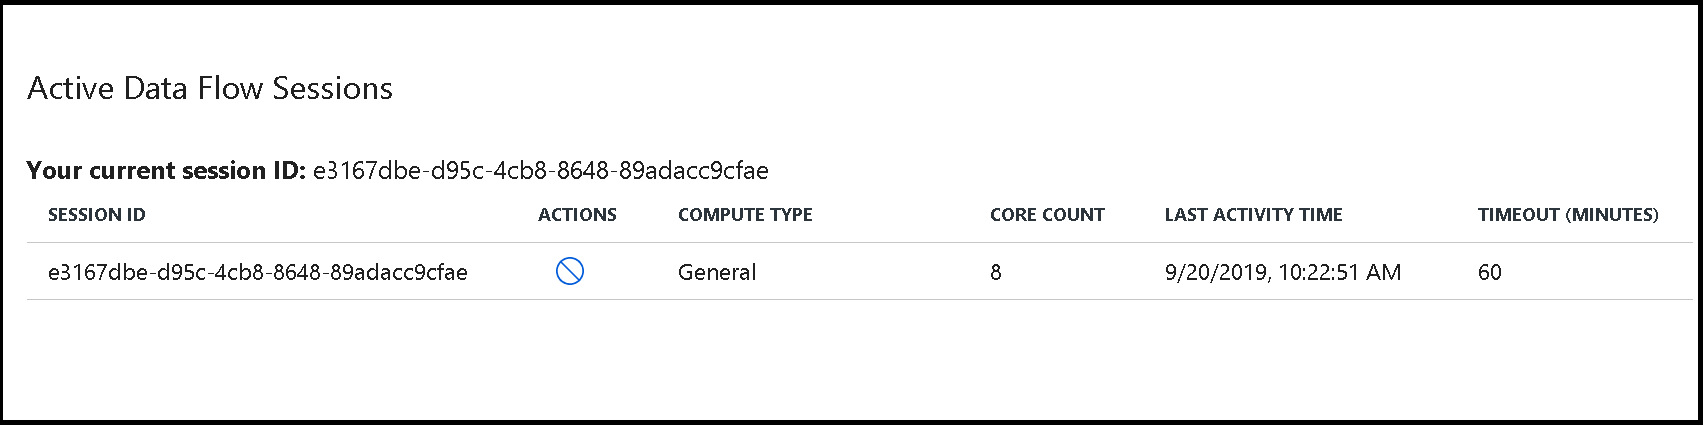 Active Data Flow Sessions
Your current session ID: e3167dbe-d95c-4cb8-8648-89adacc9cfae
SESSION ID ACTIONS COMPUTE TYPE CORE COUNT LAST ACTIVITY TIME TIMEOUT (MINUTES)
e3167dbe-d95c-4cb8-8648-89adacc9cfae General 8 9/20/2019, 10:22:51 AM 60